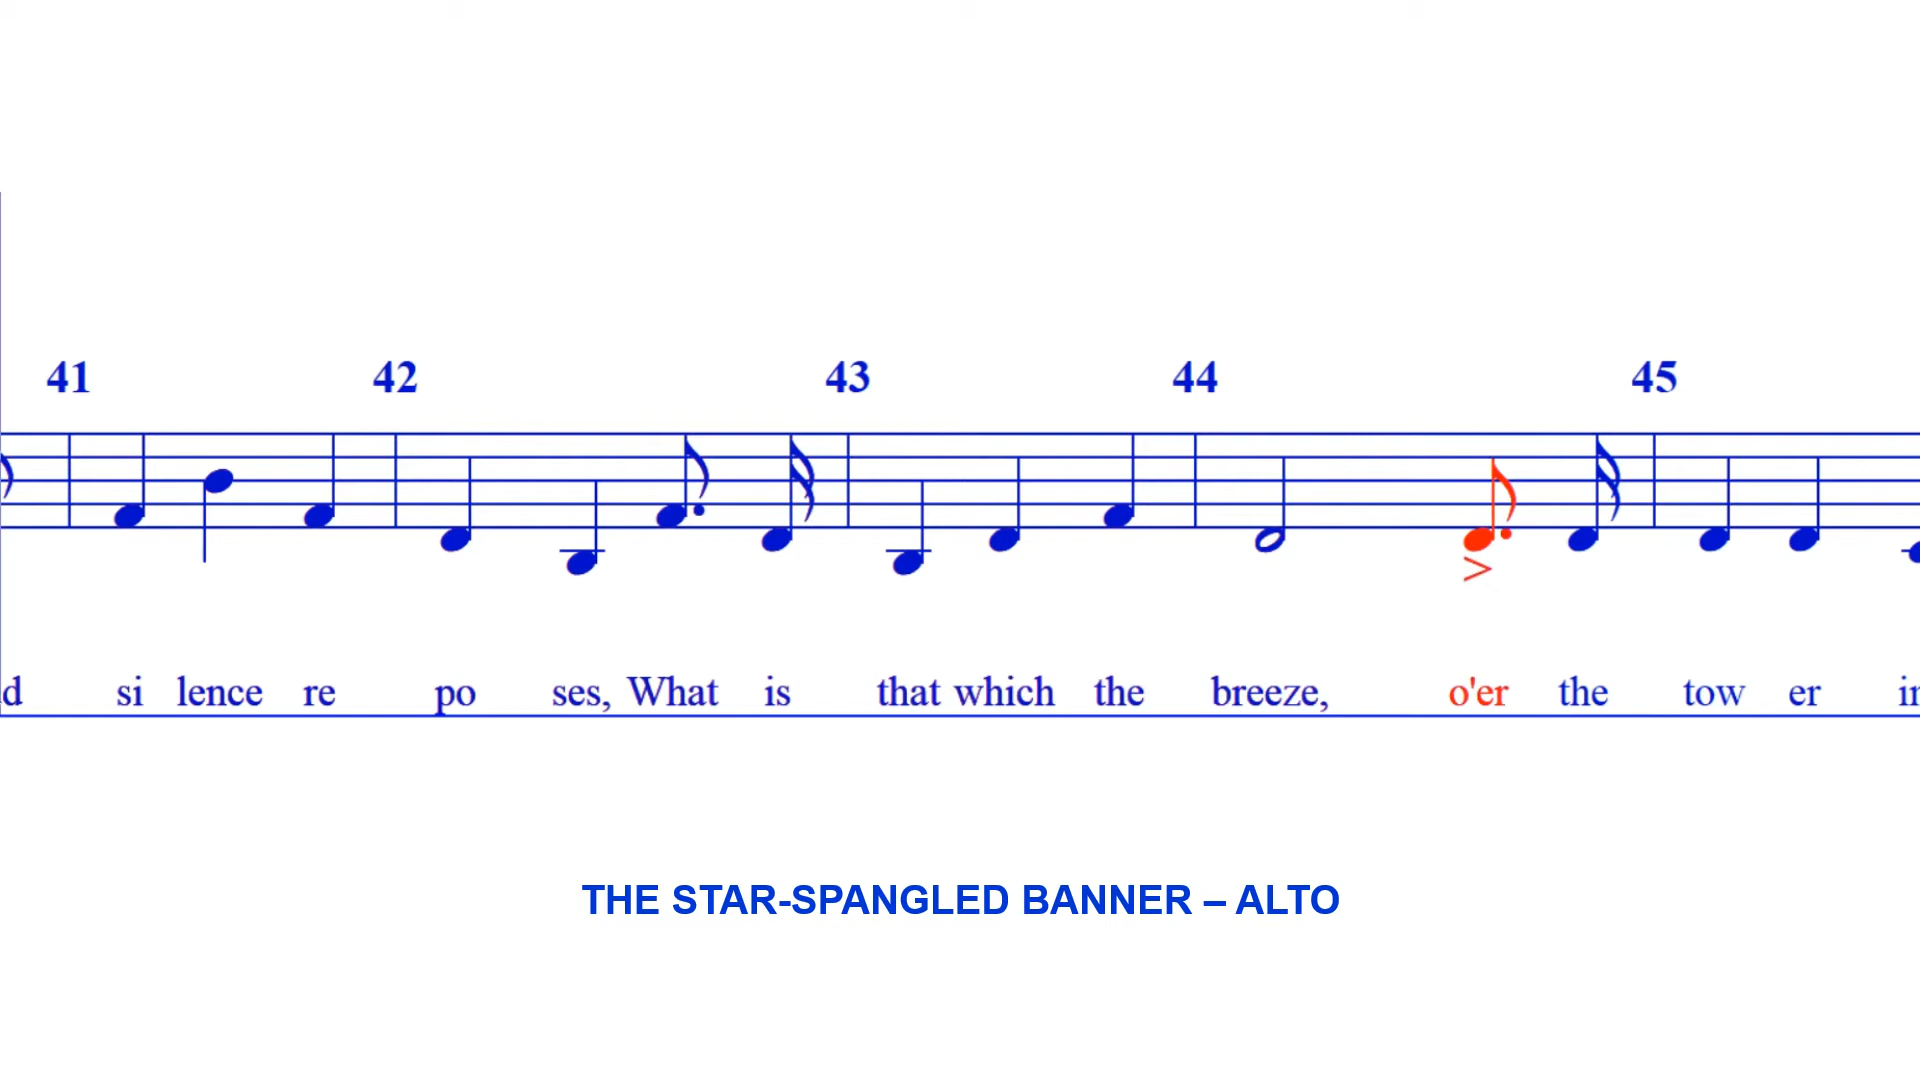 41 42 43 44 45
d si lence re po ses, What is that which the breeze, o'er the tow er in
THE STAR-SPANGLED BANNER – ALTO